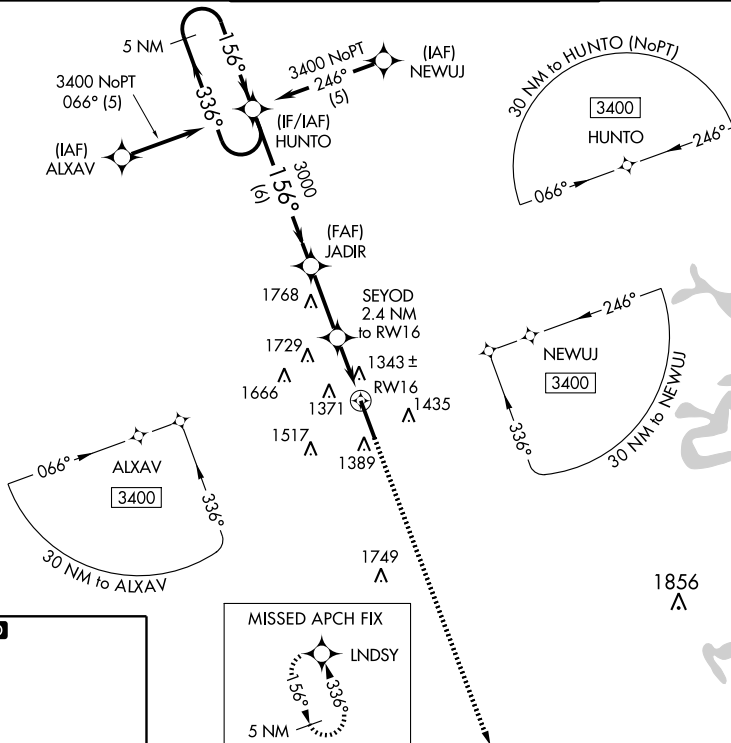 5 NM
156°
336°
3400 NoPT
066° (5)
(IAF)
ALXAV
3400 NoPT
246°
(5)
(IAF)
NEWUJ
(IF/IAF)
HUNTO
3000
156°
(6)
30 NM to HUNTO (NoPT)
3400
HUNTO
066°
246°
(FAF)
JADIR
1768
SEYOD
2.4 NM
to RW16
1729
1343 ±
1666
1371
RW16
1435
1517
1389
246°
NEWUJ
3400
336°
30 NM to NEWUJ
066°
ALXAV
3400
336°
30 NM to ALXAV
1749
1856
MISSED APCH FIX
LNDSY
156°
336°
5 NM